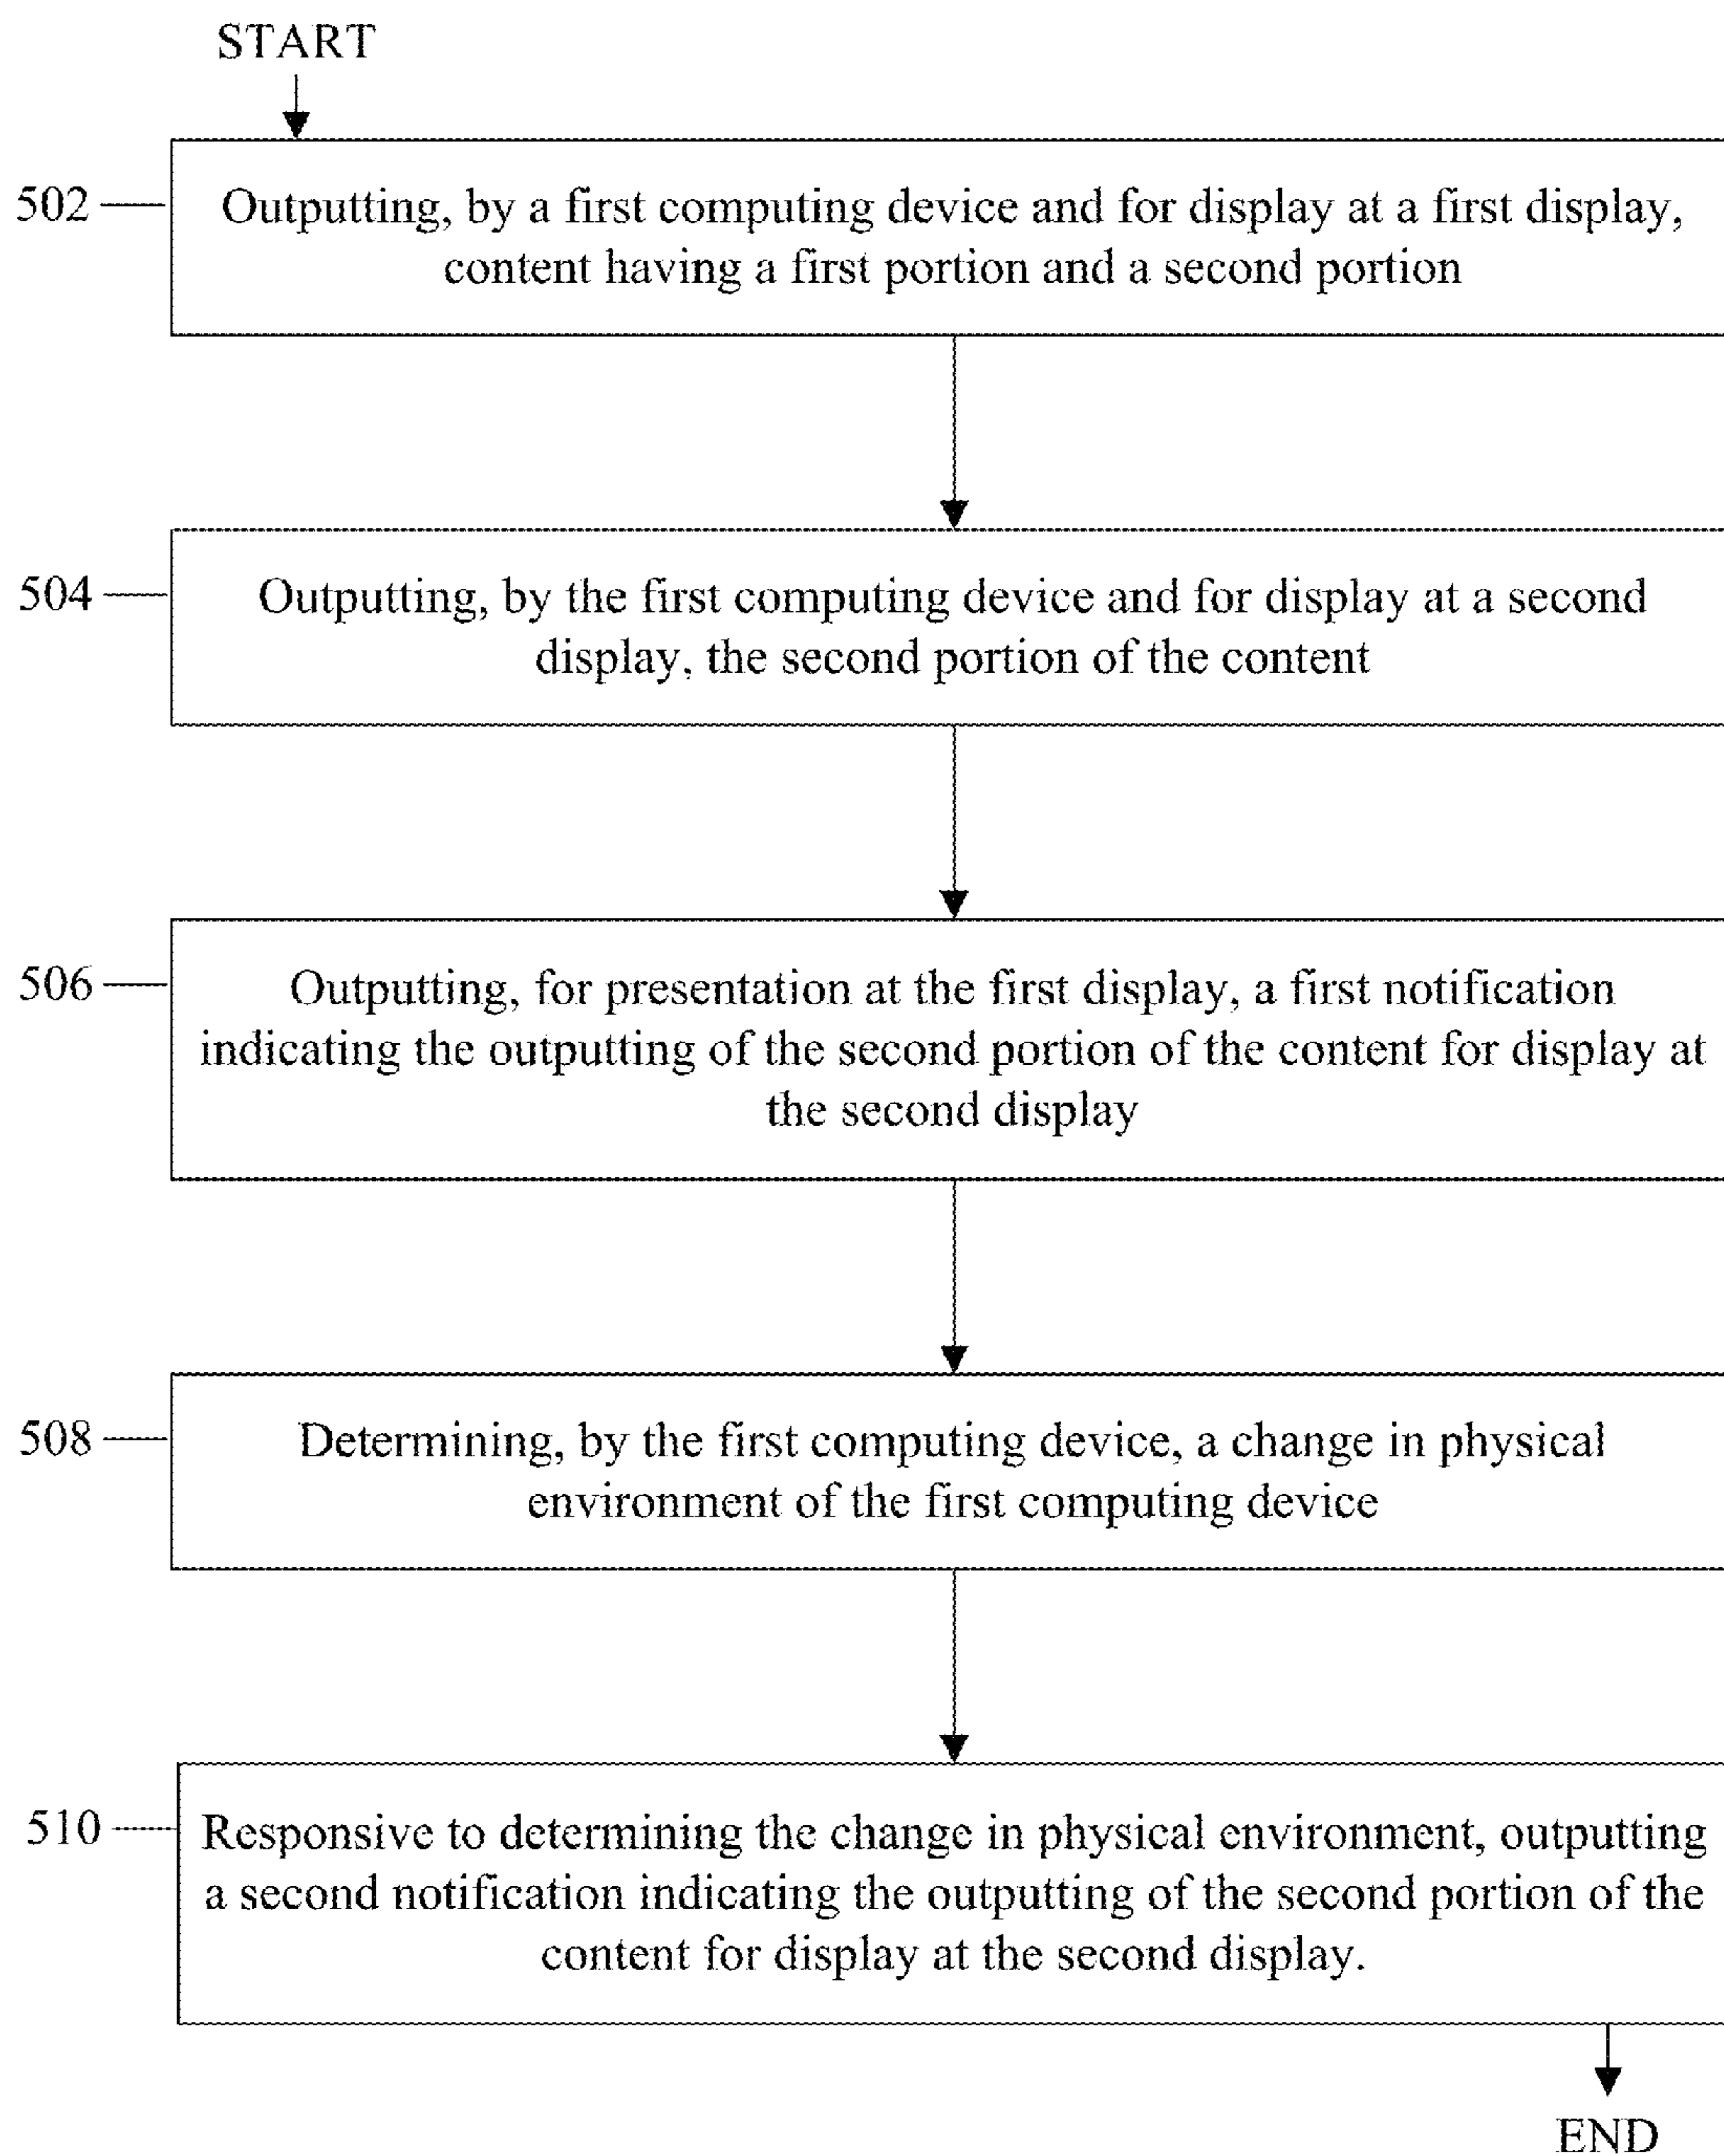 START
502
Outputting, by a first computing device and for display at a first display,
content having a first portion and a second portion
504
Outputting, by the first computing device and for display at a second
display, the second portion of the content
506
Outputting, for presentation at the first display, a first notification
indicating the outputting of the second portion of the content for display at
the second display
508
Determining, by the first computing device, a change in physical
environment of the first computing device
510
Responsive to determining the change in physical environment, outputting
a second notification indicating the outputting of the second portion of the
content for display at the second display.
END